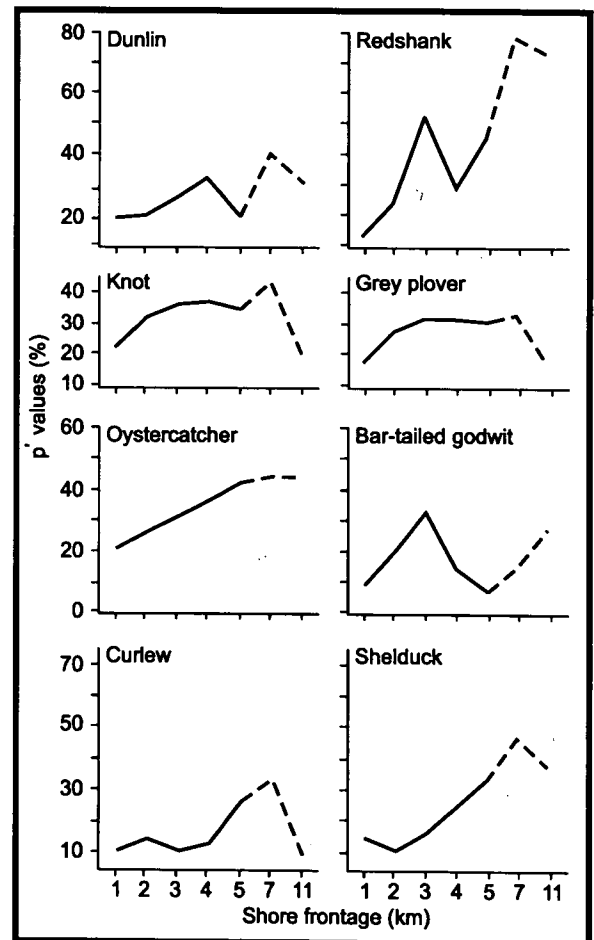 Dunlin
Redshank
80
60
40
20
Knot
Grey plover
40
30
20
10
p' values (%)
Oystercatcher
Bar-tailed godwit
60
40
20
0
Curlew
Shelduck
70
50
30
10
1 2 3 4 5 7 11
1 2 3 4 5 7 11
Shore frontage (km)